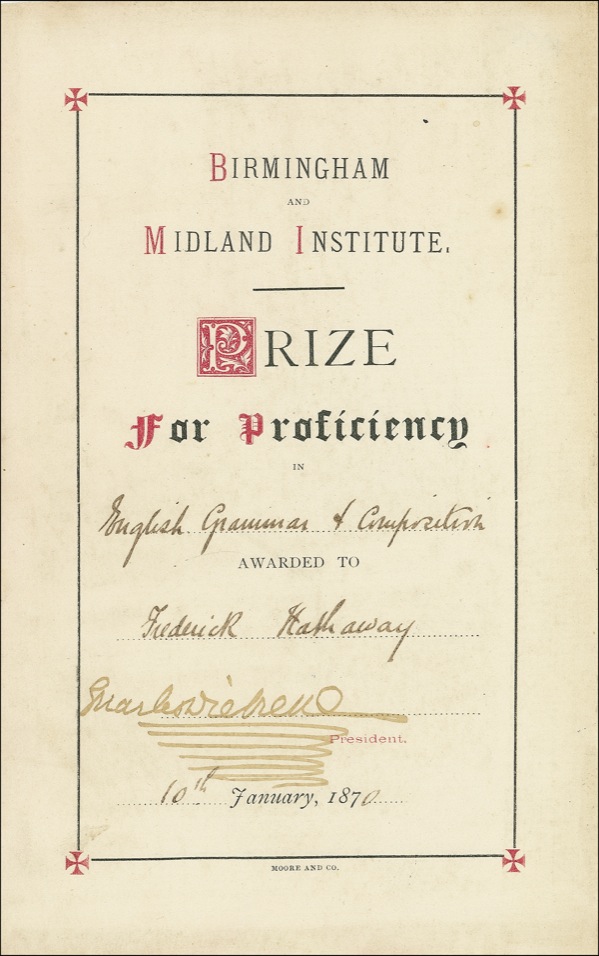 BIRMINGHAM
AND
MIDLAND INSTITUTE.
PRIZE
For Proficiency
IN
English Grammar & Composition
AWARDED TO
Frederick Hathaway
Charles Dickens
President.
10th January, 1870
MOORE AND CO.